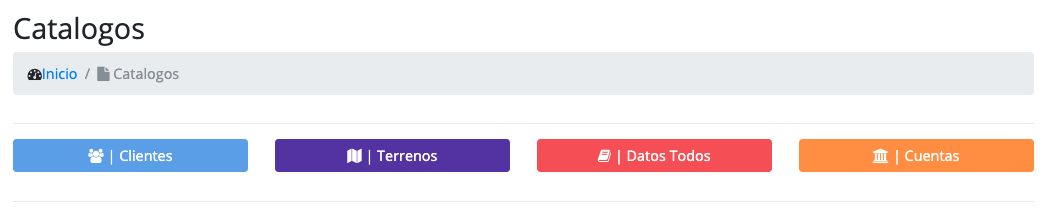 Catalogos
Inicio / Catalogos
| Clientes
| Terrenos
| Datos Todos
| Cuentas